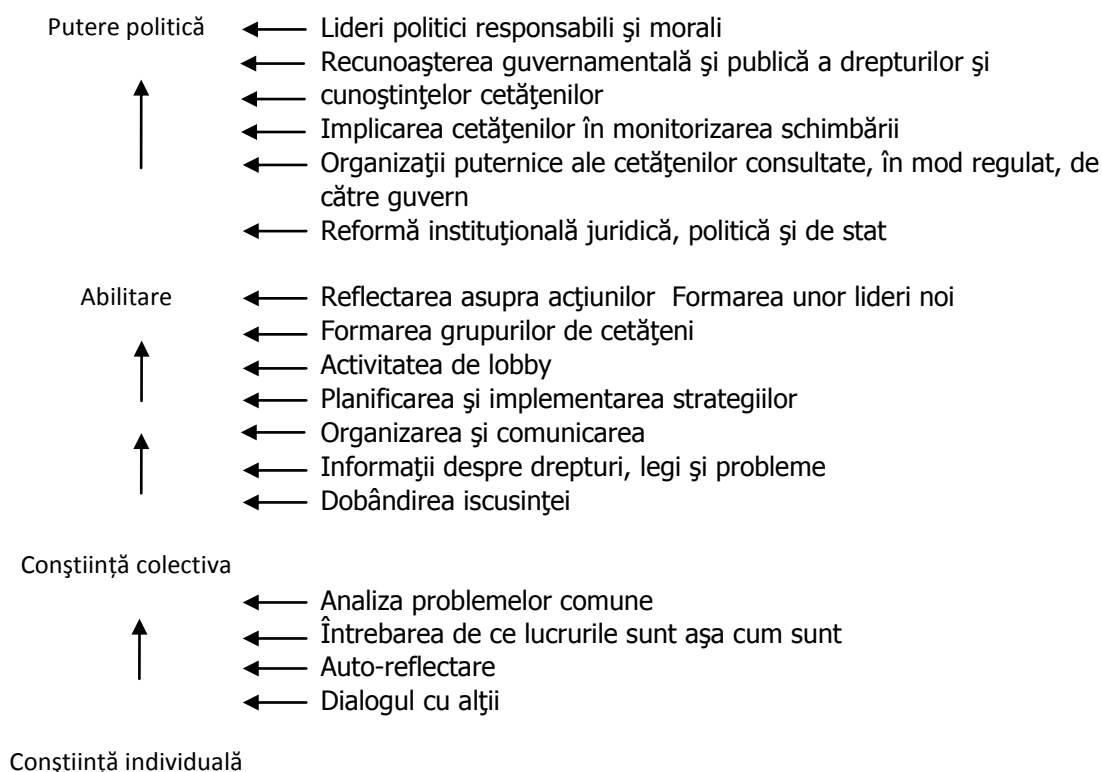 Putere politică Lideri politici responsabili şi morali
Recunoaşterea guvernamentală şi publică a drepturilor şi
cunoştinţelor cetăţenilor
Implicarea cetăţenilor în monitorizarea schimbării
Organizaţii puternice ale cetăţenilor consultate, în mod regulat, de
către guvern
Reformă instituţională juridică, politică şi de stat
Abilitare Reflectarea asupra acţiunilor Formarea unor lideri noi
Formarea grupurilor de cetăţeni
Activitatea de lobby
Planificarea şi implementarea strategiilor
Organizarea şi comunicarea
Informaţii despre drepturi, legi şi probleme
Dobândirea iscusinţei
Conştiinţă colectiva
Analiza problemelor comune
Întrebarea de ce lucrurile sunt aşa cum sunt
Auto-reflectare
Dialogul cu alţii
Conştiinţă individuală